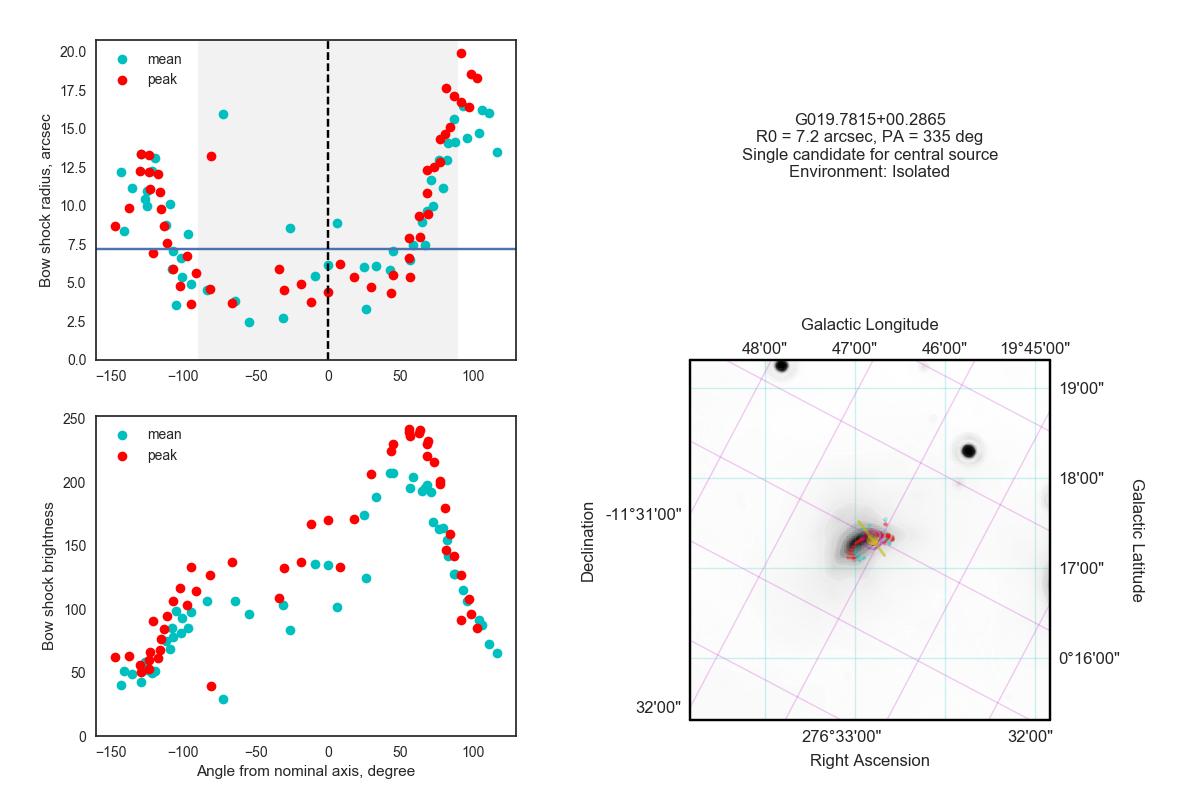 20.0
17.5
15.0
12.5
10.0
7.5
5.0
2.5
0.0
Bow shock radius, arcsec
mean
peak
−150
−100
−50
0
50
100
250
200
150
100
50
0
Bow shock brightness
mean
peak
−150
−100
−50
0
50
100
Angle from nominal axis, degree
G019.7815+00.2865
R0 = 7.2 arcsec, PA = 335 deg
Single candidate for central source
Environment: Isolated
Galactic Longitude
48'00"
47'00"
46'00"
19°45'00"
19'00"
18'00"
17'00"
0°16'00"
Galactic Latitude
-11°31'00"
32'00"
Declination
276°33'00"
32'00"
Right Ascension